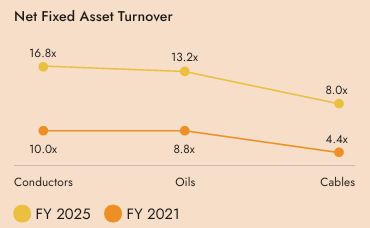 Net Fixed Asset Turnover
16.8x
13.2x
8.0x
10.0x
8.8x
4.4x
Conductors Oils Cables
FY 2025 FY 2021